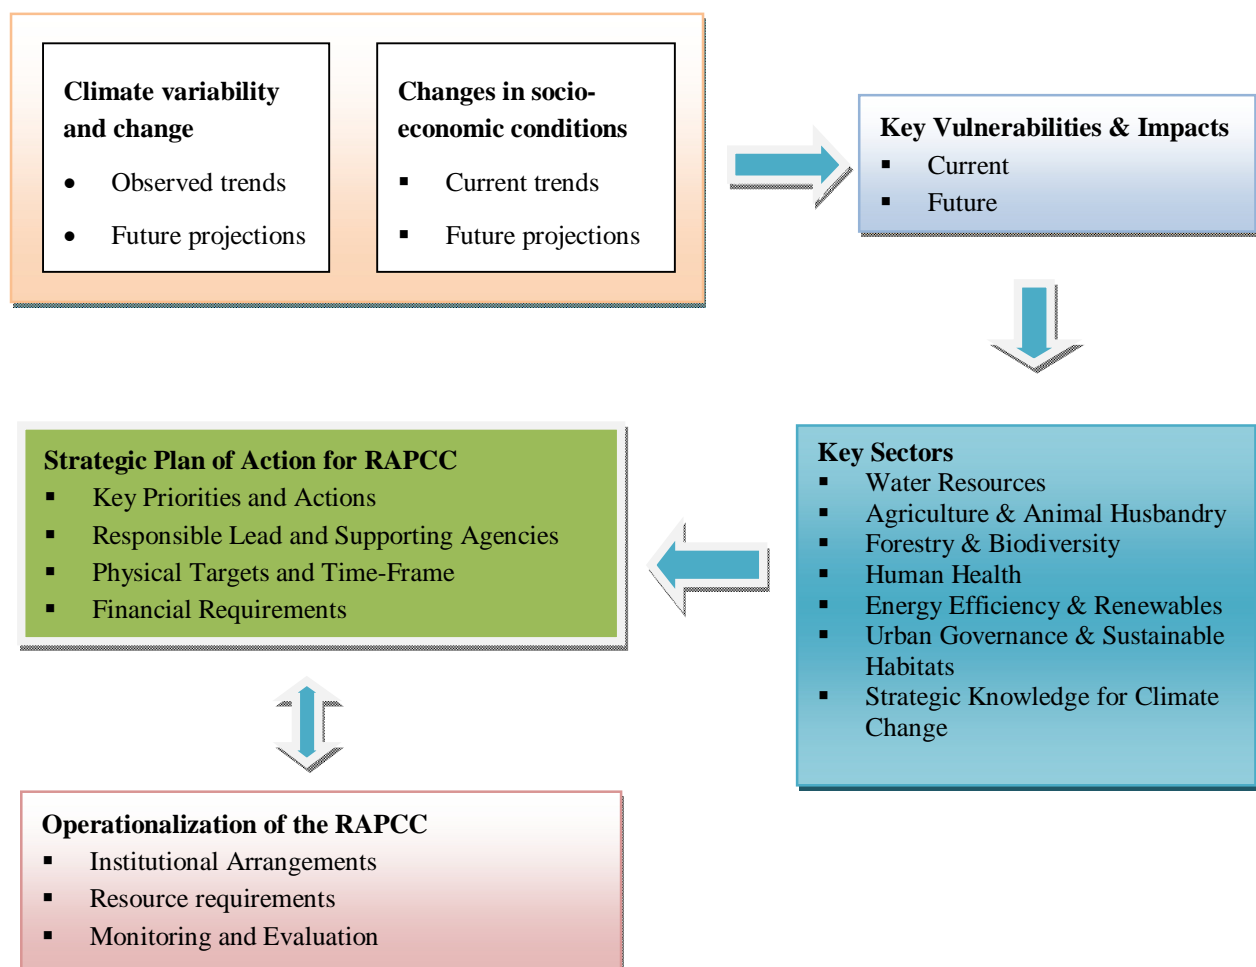 Climate variability
and change
• Observed trends
• Future projections
Changes in socio-
economic conditions
▪ Current trends
▪ Future projections
Key Vulnerabilities & Impacts
▪ Current
▪ Future
Key Sectors
▪ Water Resources
▪ Agriculture & Animal Husbandry
▪ Forestry & Biodiversity
▪ Human Health
▪ Energy Efficiency & Renewables
▪ Urban Governance & Sustainable
Habitats
▪ Strategic Knowledge for Climate
Change
Strategic Plan of Action for RAPCC
▪ Key Priorities and Actions
▪ Responsible Lead and Supporting Agencies
▪ Physical Targets and Time-Frame
▪ Financial Requirements
Operationalization of the RAPCC
▪ Institutional Arrangements
▪ Resource requirements
▪ Monitoring and Evaluation